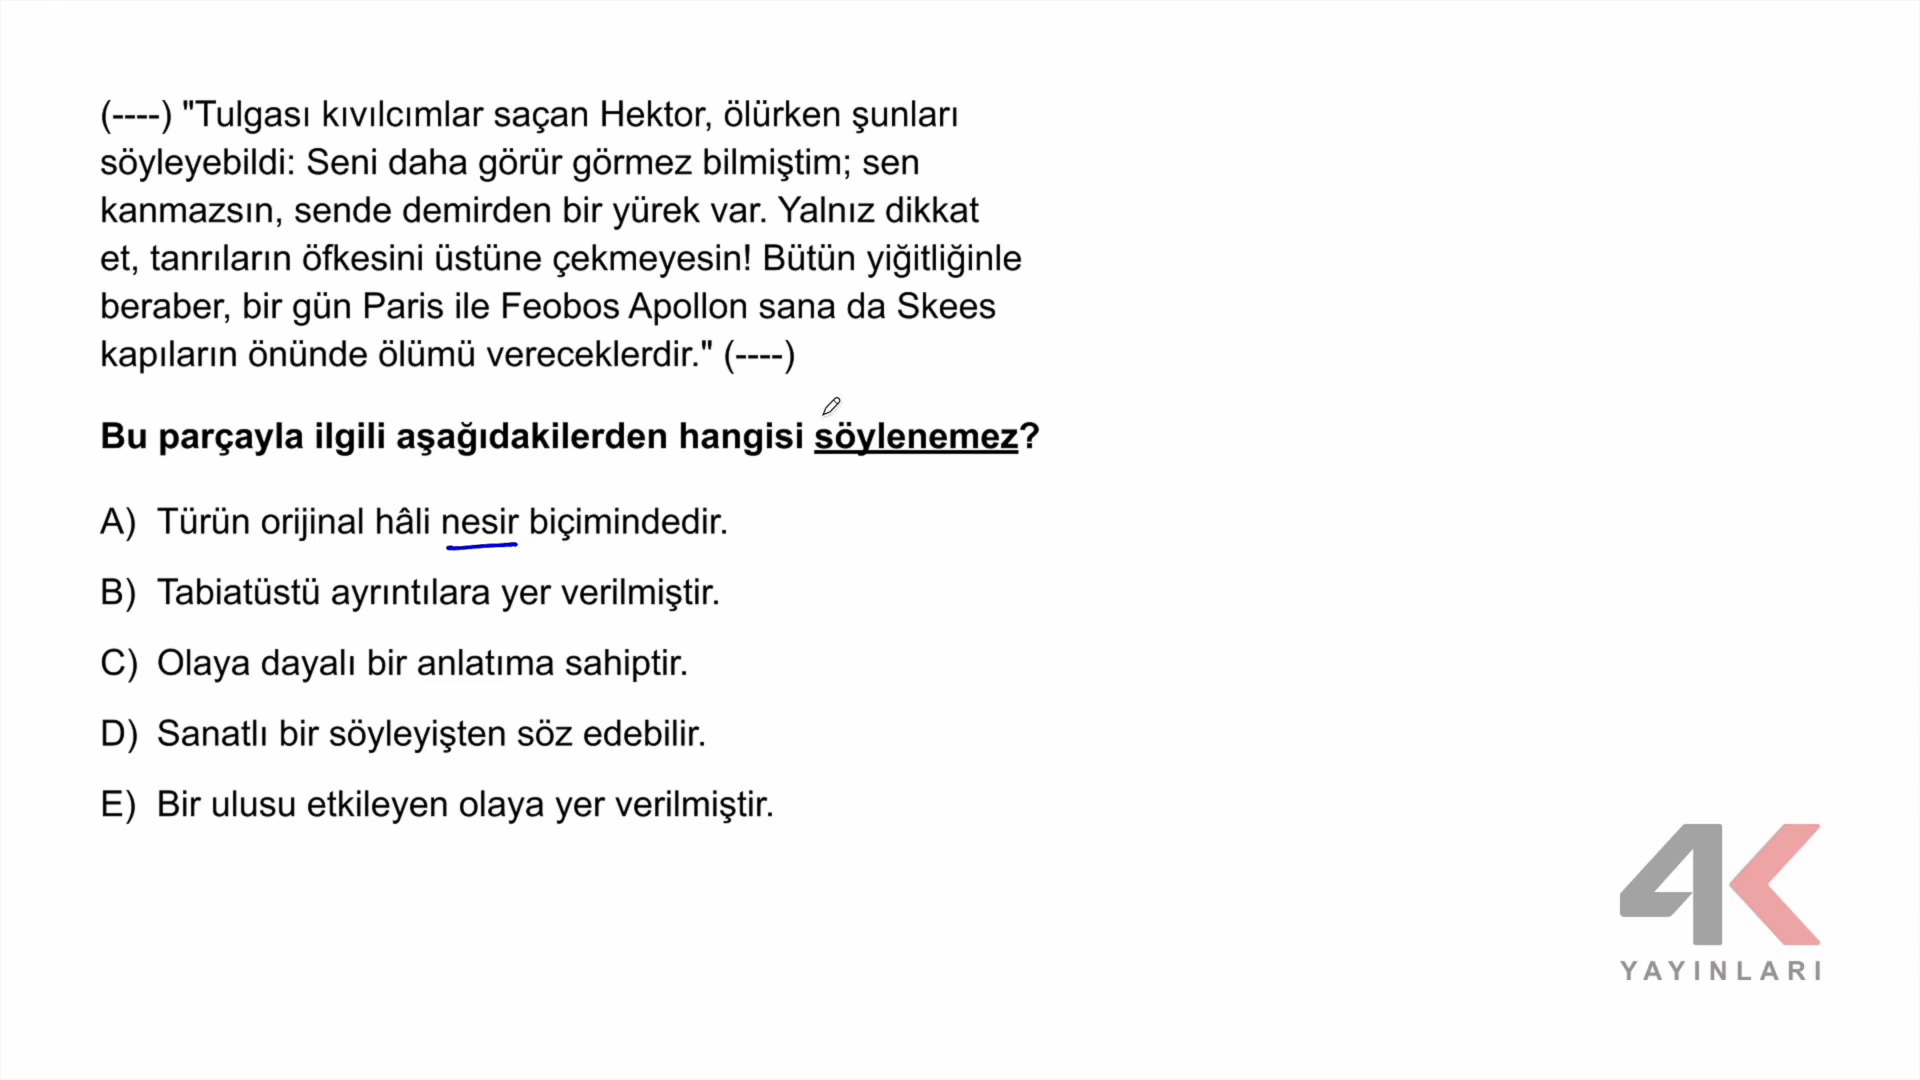 (----) "Tulgası kıvılcımlar saçan Hektor, ölürken şunları
söyleyebildi: Seni daha görür görmez bilmiştim; sen
kanmazsın, sende demirden bir yürek var. Yalnız dikkat
et, tanrıların öfkesini üstüne çekmeyesin! Bütün yiğitliğinle
beraber, bir gün Paris ile Feobos Apollon sana da Skees
kapıların önünde ölümü vereceklerdir." (----)
Bu parçayla ilgili aşağıdakilerden hangisi söylenemez?
A) Türün orijinal hâli nesir biçimindedir.
B) Tabiatüstü ayrıntılara yer verilmiştir.
C) Olaya dayalı bir anlatıma sahiptir.
D) Sanatlı bir söyleyişten söz edebilir.
E) Bir ulusu etkileyen olaya yer verilmiştir.
4K
YAYINLARI